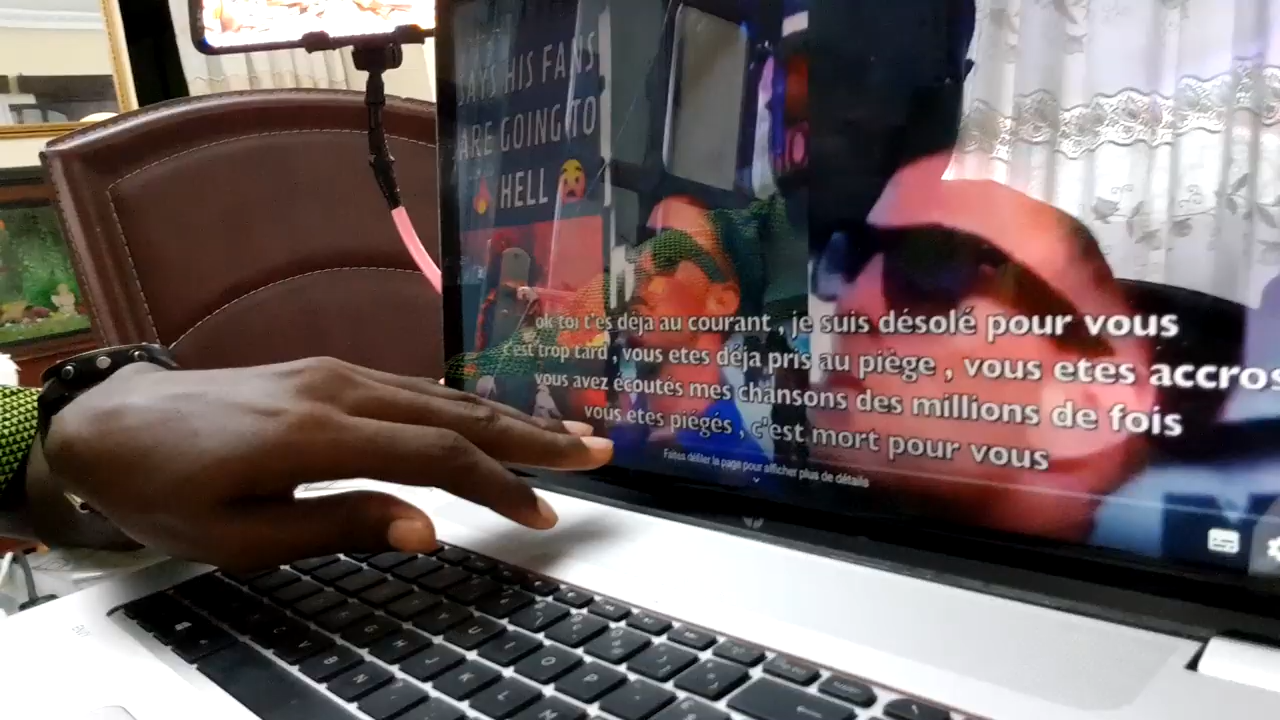 SAYS HIS FANS
ARE GOING TO
🔥 HELL 😧
ok toi t'es déja au courant , je suis désolé pour vous
c'est trop tard , vous etes déja pris au piège , vous etes accros
vous avez écoutés mes chansons des millions de fois
vous etes piégés , c'est mort pour vous
Faites défiler la page pour afficher plus de détails